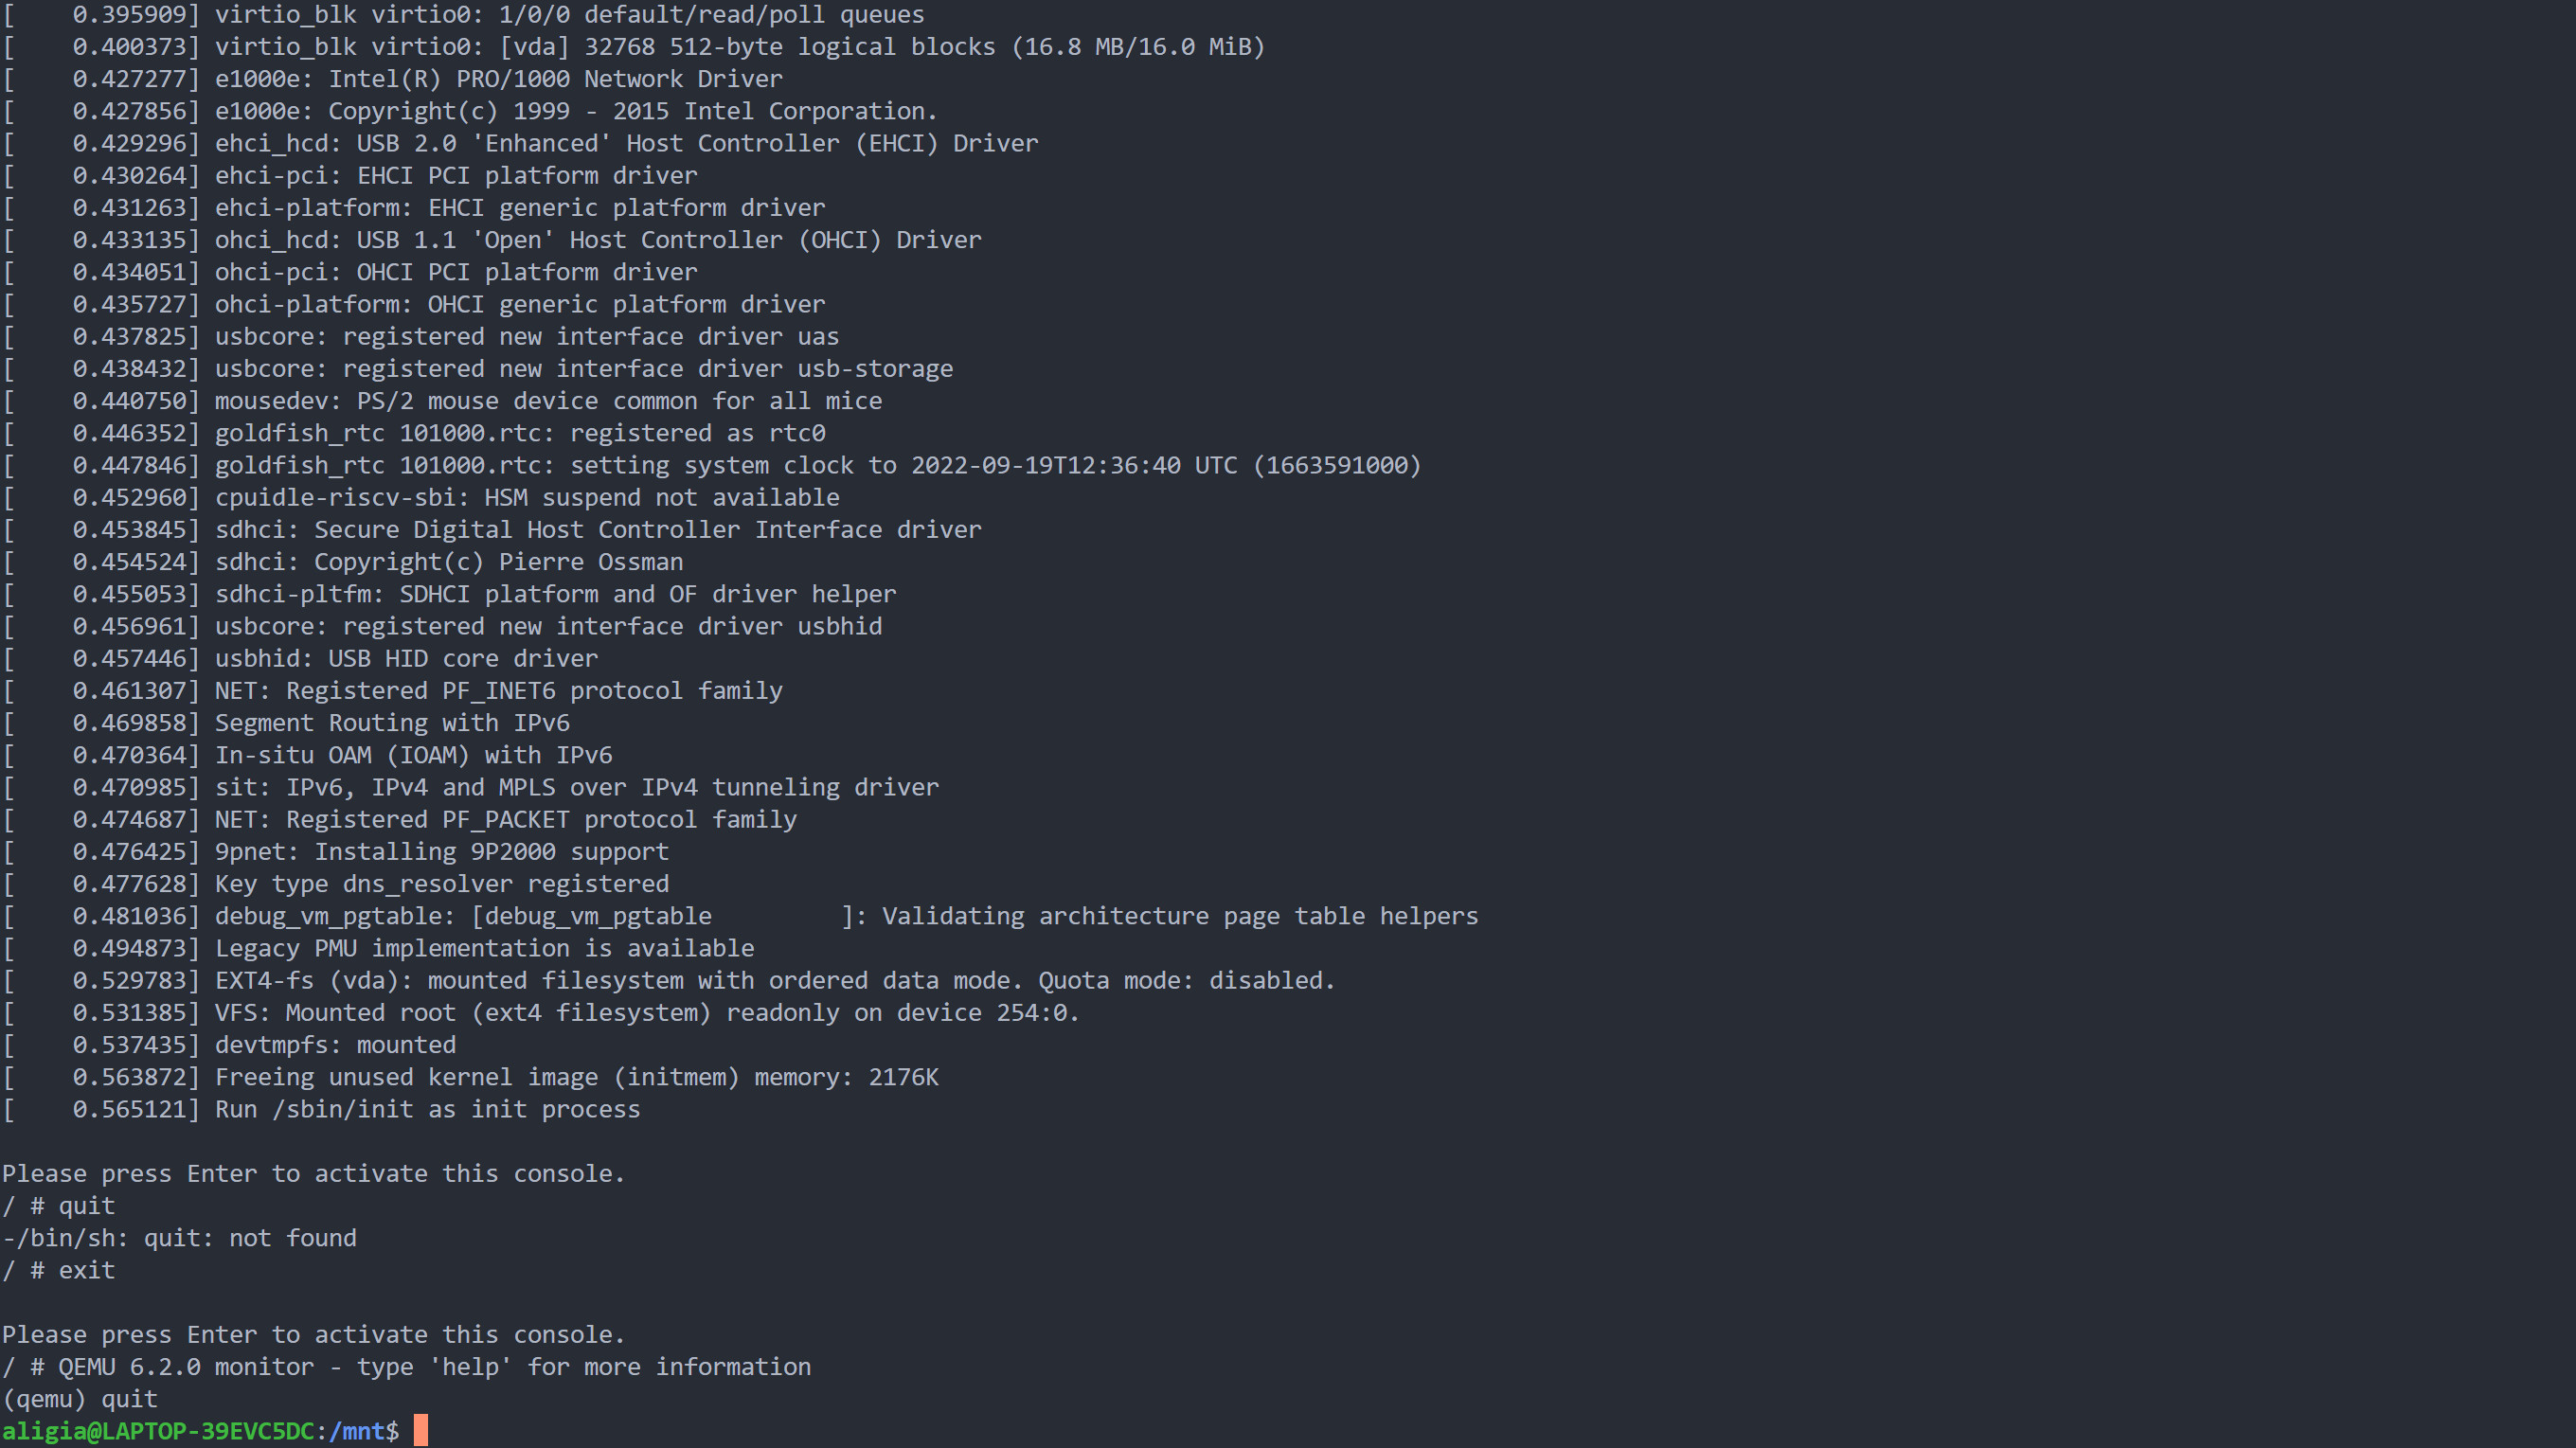 [    0.395909] virtio_blk virtio0: 1/0/0 default/read/poll queues
[    0.400373] virtio_blk virtio0: [vda] 32768 512-byte logical blocks (16.8 MB/16.0 MiB)
[    0.427277] e1000e: Intel(R) PRO/1000 Network Driver
[    0.427856] e1000e: Copyright(c) 1999 - 2015 Intel Corporation.
[    0.429296] ehci_hcd: USB 2.0 'Enhanced' Host Controller (EHCI) Driver
[    0.430264] ehci-pci: EHCI PCI platform driver
[    0.431263] ehci-platform: EHCI generic platform driver
[    0.433135] ohci_hcd: USB 1.1 'Open' Host Controller (OHCI) Driver
[    0.434051] ohci-pci: OHCI PCI platform driver
[    0.435727] ohci-platform: OHCI generic platform driver
[    0.437825] usbcore: registered new interface driver uas
[    0.438432] usbcore: registered new interface driver usb-storage
[    0.440750] mousedev: PS/2 mouse device common for all mice
[    0.446352] goldfish_rtc 101000.rtc: registered as rtc0
[    0.447846] goldfish_rtc 101000.rtc: setting system clock to 2022-09-19T12:36:40 UTC (1663591000)
[    0.452960] cpuidle-riscv-sbi: HSM suspend not available
[    0.453845] sdhci: Secure Digital Host Controller Interface driver
[    0.454524] sdhci: Copyright(c) Pierre Ossman
[    0.455053] sdhci-pltfm: SDHCI platform and OF driver helper
[    0.456961] usbcore: registered new interface driver usbhid
[    0.457446] usbhid: USB HID core driver
[    0.461307] NET: Registered PF_INET6 protocol family
[    0.469858] Segment Routing with IPv6
[    0.470364] In-situ OAM (IOAM) with IPv6
[    0.470985] sit: IPv6, IPv4 and MPLS over IPv4 tunneling driver
[    0.474687] NET: Registered PF_PACKET protocol family
[    0.476425] 9pnet: Installing 9P2000 support
[    0.477628] Key type dns_resolver registered
[    0.481036] debug_vm_pgtable: [debug_vm_pgtable         ]: Validating architecture page table helpers
[    0.494873] Legacy PMU implementation is available
[    0.529783] EXT4-fs (vda): mounted filesystem with ordered data mode. Quota mode: disabled.
[    0.531385] VFS: Mounted root (ext4 filesystem) readonly on device 254:0.
[    0.537435] devtmpfs: mounted
[    0.563872] Freeing unused kernel image (initmem) memory: 2176K
[    0.565121] Run /sbin/init as init process
Please press Enter to activate this console.
/ # quit
-/bin/sh: quit: not found
/ # exit
Please press Enter to activate this console.
/ # QEMU 6.2.0 monitor - type 'help' for more information
(qemu) quit
aligia@LAPTOP-39EVC5DC:/mnt$